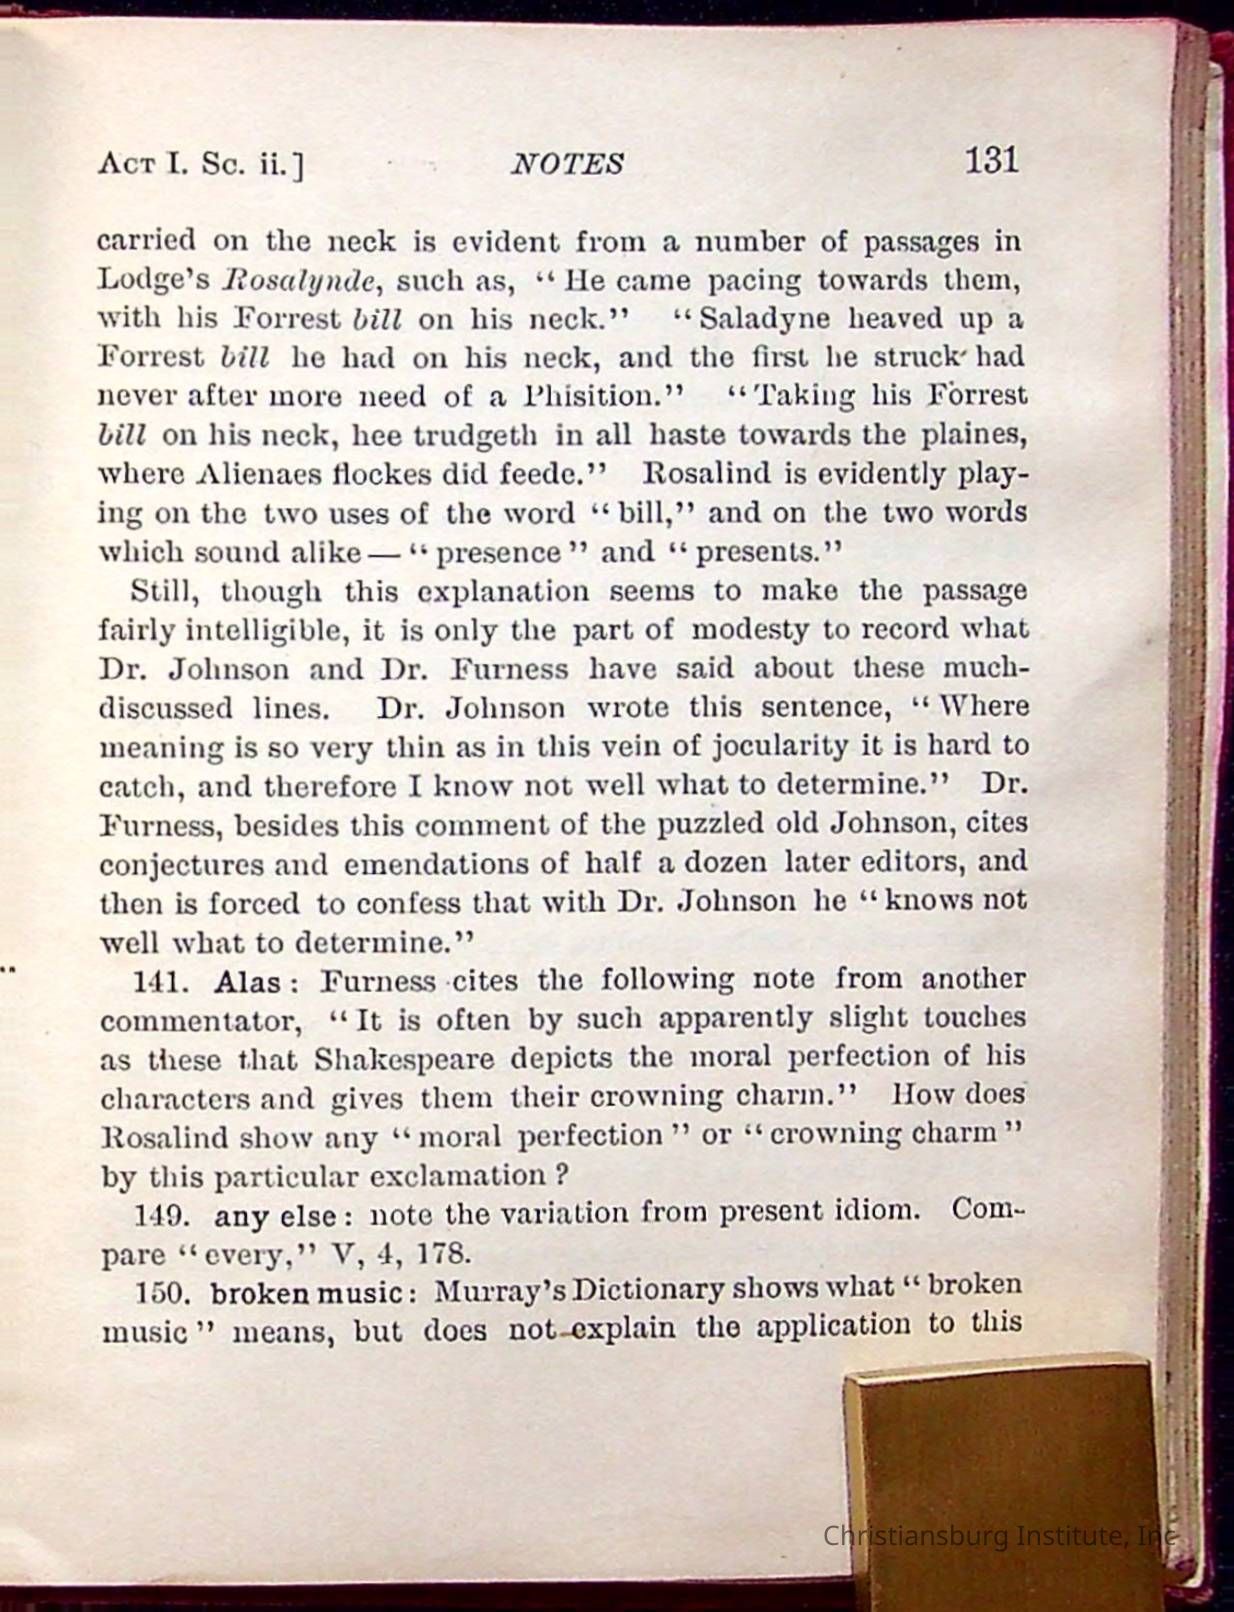 ACT I. Sc. ii.] NOTES 131
carried on the neck is evident from a number of passages in
Lodge's Rosalynde, such as, "He came pacing towards them,
with his Forrest bill on his neck." "Saladyne heaved up a
Forrest bill he had on his neck, and the first he struck had
never after more need of a Phisition." "Taking his Forrest
bill on his neck, hee trudgeth in all haste towards the plaines,
where Alienaes flockes did feede." Rosalind is evidently play-
ing on the two uses of the word "bill," and on the two words
which sound alike — "presence" and "presents."
Still, though this explanation seems to make the passage
fairly intelligible, it is only the part of modesty to record what
Dr. Johnson and Dr. Furness have said about these much-
discussed lines. Dr. Johnson wrote this sentence, "Where
meaning is so very thin as in this vein of jocularity it is hard to
catch, and therefore I know not well what to determine." Dr.
Furness, besides this comment of the puzzled old Johnson, cites
conjectures and emendations of half a dozen later editors, and
then is forced to confess that with Dr. Johnson he "knows not
well what to determine."
141. Alas: Furness cites the following note from another
commentator, "It is often by such apparently slight touches
as these that Shakespeare depicts the moral perfection of his
characters and gives them their crowning charm." How does
Rosalind show any "moral perfection" or "crowning charm"
by this particular exclamation?
149. any else: note the variation from present idiom. Com-
pare "every," V, 4, 178.
150. broken music: Murray's Dictionary shows what "broken
music" means, but does not explain the application to this
Christiansburg Institute, Inc